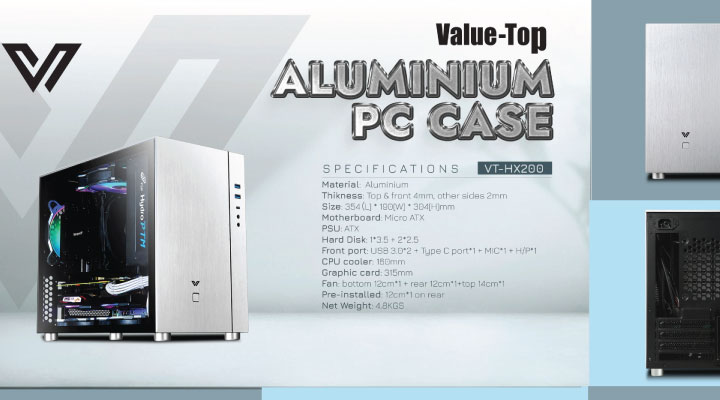 Value-Top
ALUMINIUM
PC CASE
SPECIFICATIONS VT-HX200
Material: Aluminium
Thikness: Top & front 4mm, other sides 2mm
Size: 354 (L) * 190(W) * 304(H)mm
Motherboard: Micro ATX
PSU: ATX
Hard Disk: 1*3.5 + 2*2.5
Front port: USB 3.0*2 + Type C port*1 + MIC*1 + H/P*1
CPU cooler: 160mm
Graphic card: 315mm
Fan: bottom 12cm*1 + rear 12cm*1+top 14cm*1
Pre-installed: 12cm*1 on rear
Net Weight: 4.8KGS
Hydro PTM